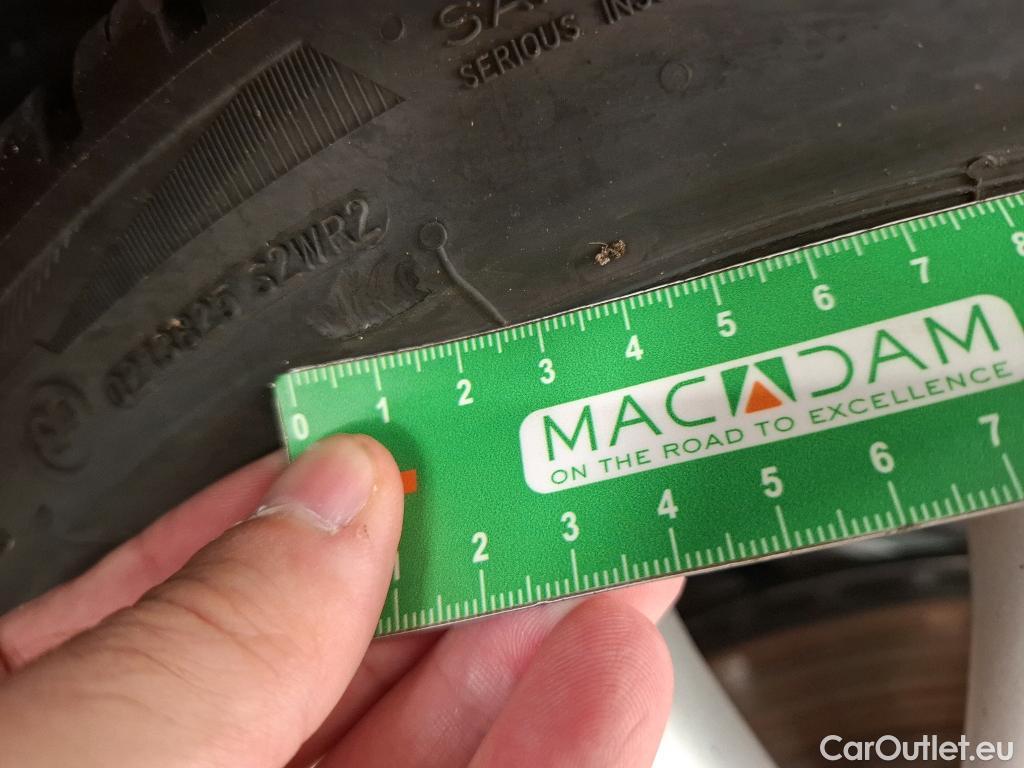 SERIOUS
S2WR2
0 1 2 3 4 5 6 7 8
MACADAM
ON THE ROAD TO EXCELLENCE
2 3 4 5 6 7
CarOutlet.eu